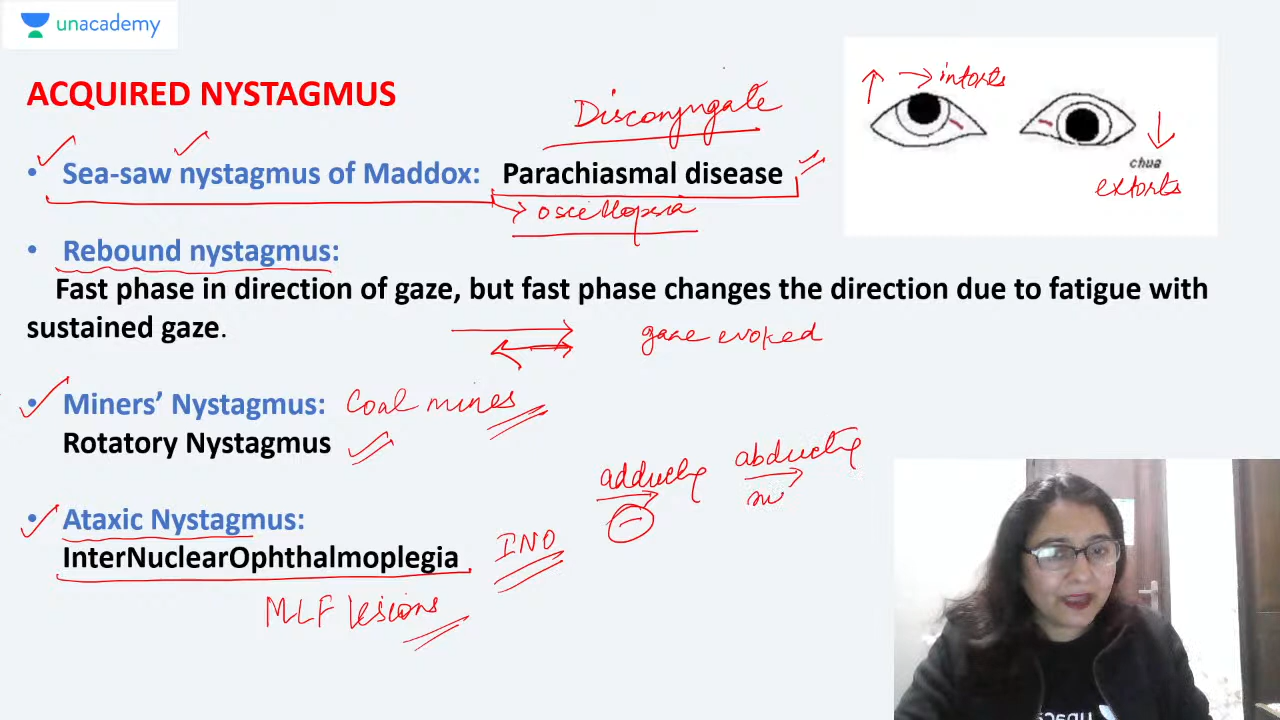 unacademy
ACQUIRED NYSTAGMUS
Disconjugate
↑ → intorts
• Sea-saw nystagmus of Maddox: Parachiasmal disease
→ oscillopsia
↓
chua
extorts
• Rebound nystagmus:
Fast phase in direction of gaze, but fast phase changes the direction due to fatigue with
sustained gaze.
gaze evoked
• Miners' Nystagmus: Coal mines
Rotatory Nystagmus
adductg abductg
• Ataxic Nystagmus:
InterNuclearOphthalmoplegia INO
MLF lesions